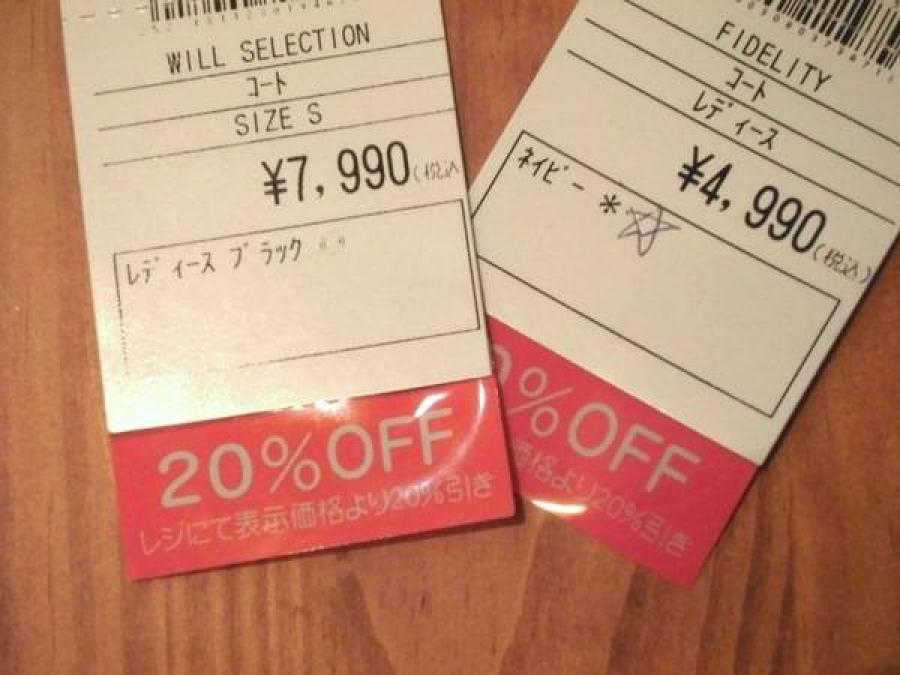 WILL SELECTION
コート
SIZE S
¥7,990(税込
レディース ブラック
20%OFF
レジにて表示価格より20%引き
FIDELITY
コート
レディース
¥4,990(税込)
ネイビー *
%OFF
価格より20%引き